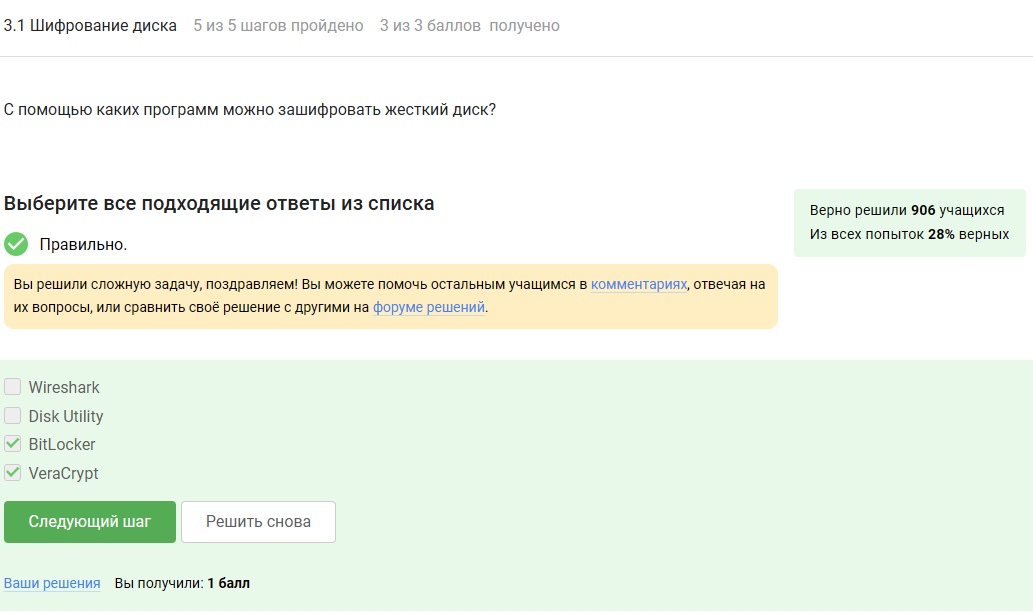 3.1 Шифрование диска 5 из 5 шагов пройдено 3 из 3 баллов получено
С помощью каких программ можно зашифровать жесткий диск?
Выберите все подходящие ответы из списка
Правильно.
Вы решили сложную задачу, поздравляем! Вы можете помочь остальным учащимся в комментариях, отвечая на
их вопросы, или сравнить своё решение с другими на форуме решений.
Верно решили 906 учащихся
Из всех попыток 28% верных
Wireshark
Disk Utility
BitLocker
VeraCrypt
Следующий шаг Решить снова
Ваши решения Вы получили: 1 балл